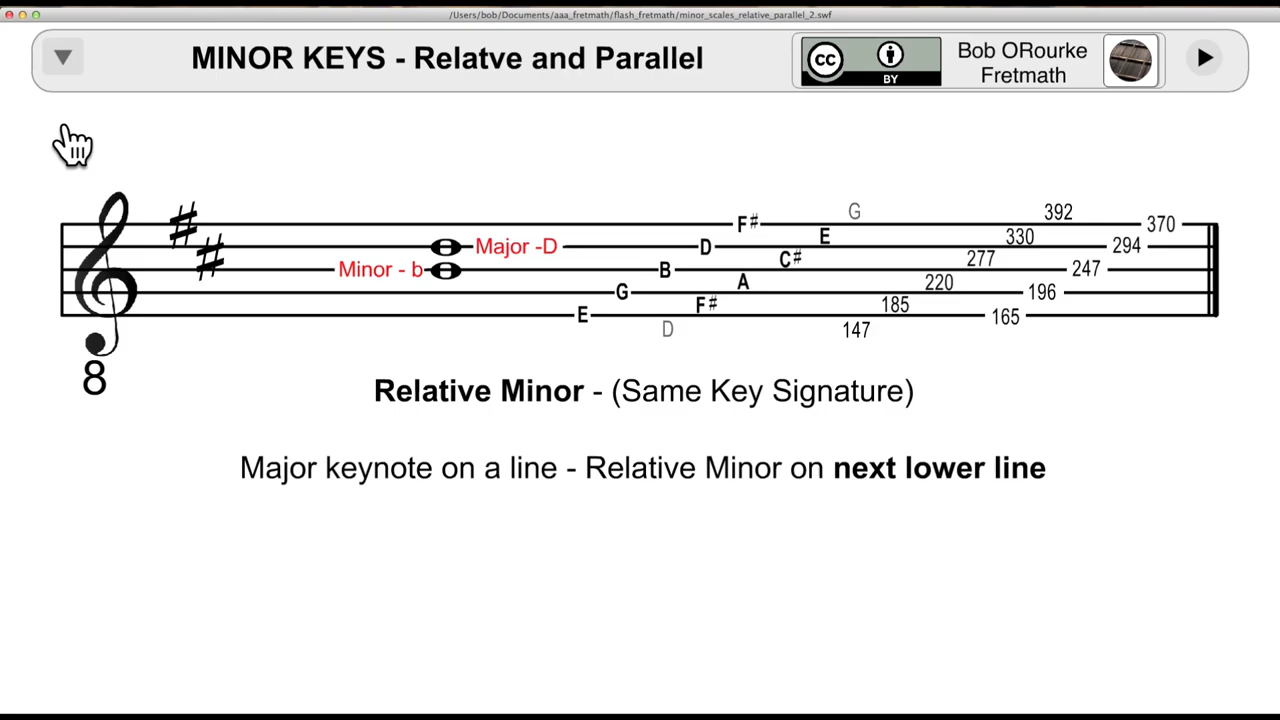 /Users/bob/Documents/aaa_fretmath/flash_fretmath/minor_scales_relative_parallel_2.swf
MINOR KEYS - Relatve and Parallel
CC
BY
Bob ORourke
Fretmath
Major -D
Minor - b
E
G
B
D
F#
D
F#
A
C#
E
G
147
185
220
277
330
392
165
196
247
294
370
8
Relative Minor - (Same Key Signature)
Major keynote on a line - Relative Minor on next lower line